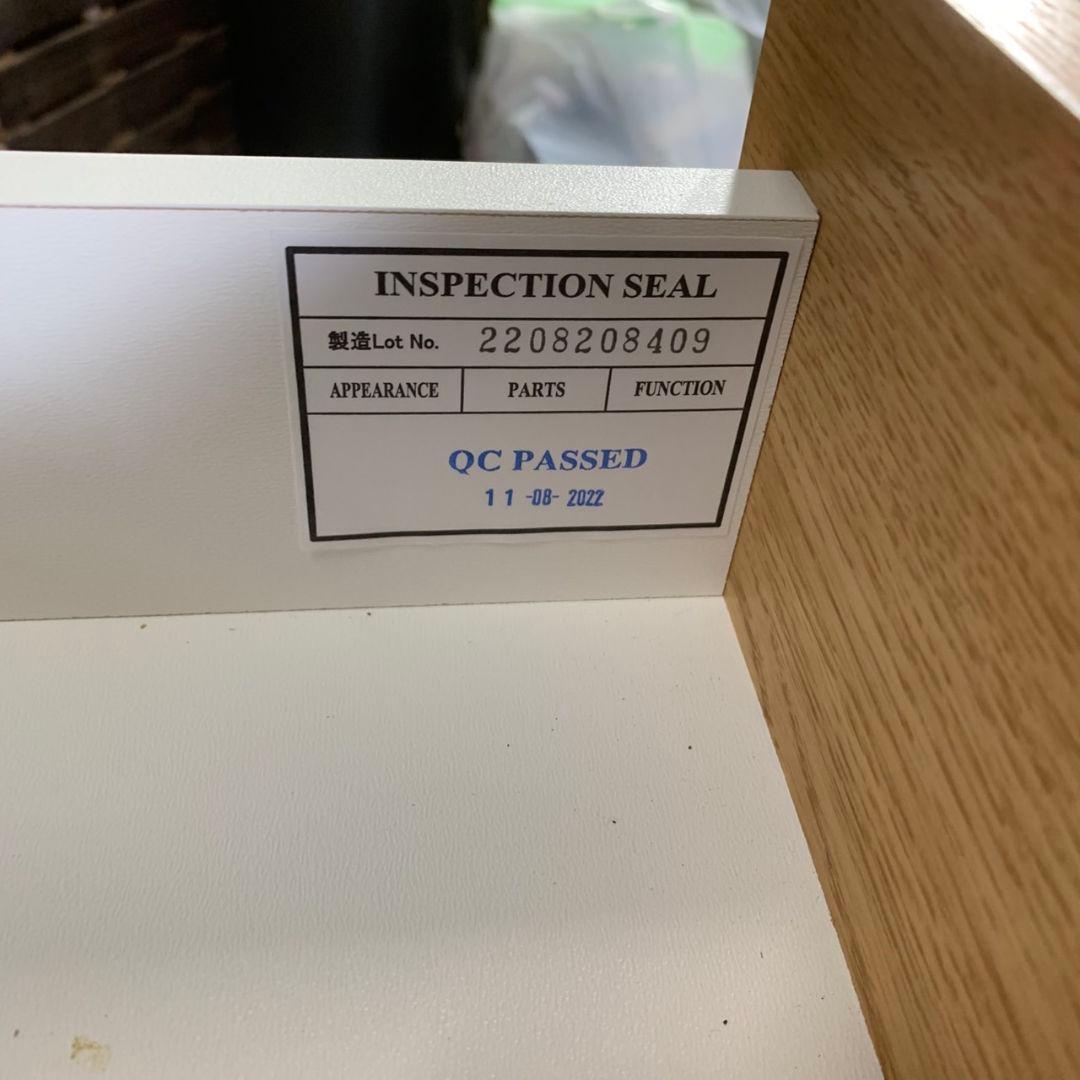 INSPECTION SEAL
製造Lot No. 2208208409
APPEARANCE PARTS FUNCTION
QC PASSED
11 -08- 2022